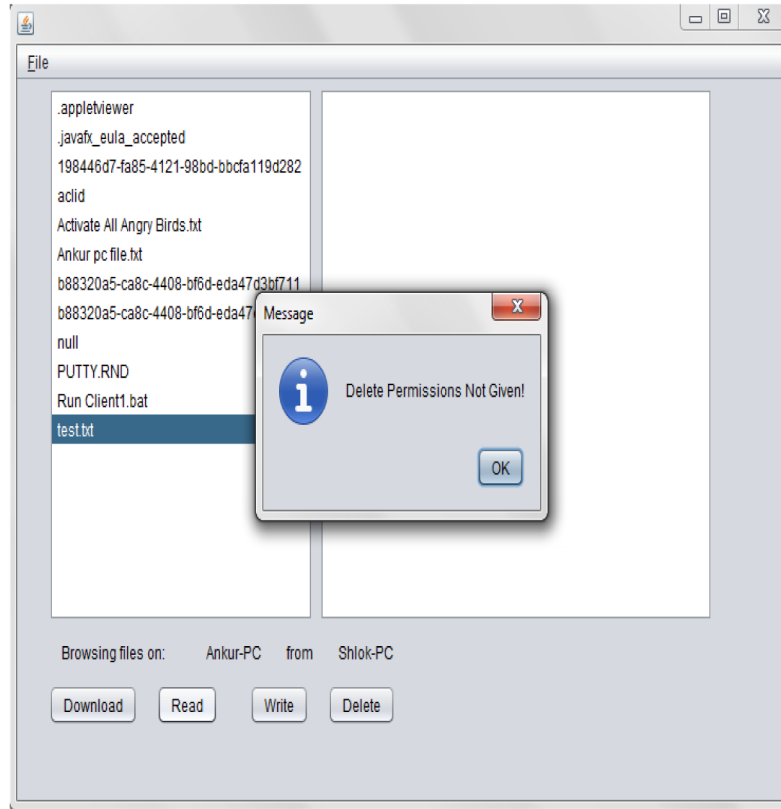 File
.appletviewer
.javafx_eula_accepted
198446d7-fa85-4121-98bd-bbcfa119d282
aclid
Activate All Angry Birds.txt
Ankur pc file.txt
b88320a5-ca8c-4408-bf6d-eda47d3bf711
b88320a5-ca8c-4408-bf6d-eda47
null
PUTTY.RND
Run Client1.bat
test.txt
Message
Delete Permissions Not Given!
OK
Browsing files on: Ankur-PC from Shlok-PC
Download Read Write Delete